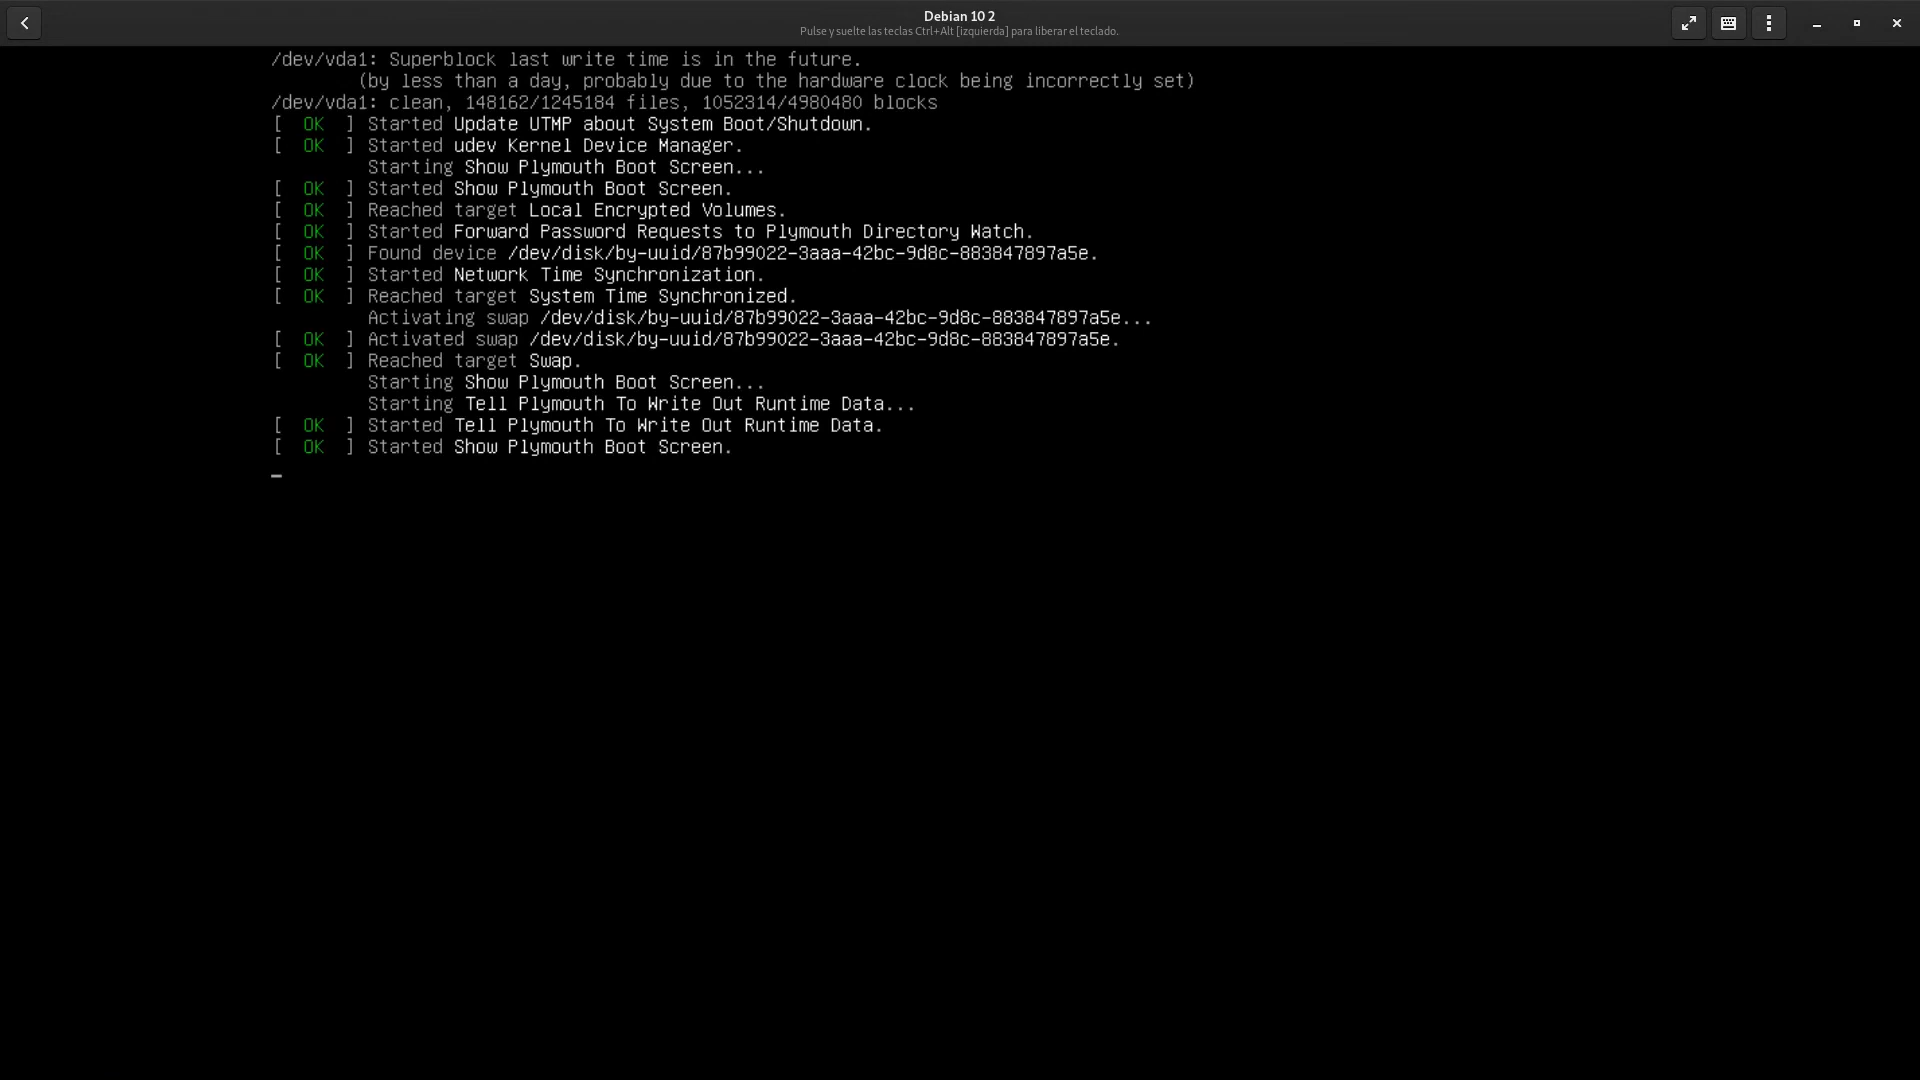 Debian 10 2
Pulse y suelte las teclas Ctrl+Alt [izquierda] para liberar el teclado.
/dev/vda1: Superblock last write time is in the future.
(by less than a day, probably due to the hardware clock being incorrectly set)
/dev/vda1: clean, 148162/1245184 files, 1052314/4980480 blocks
[  OK  ] Started Update UTMP about System Boot/Shutdown.
[  OK  ] Started udev Kernel Device Manager.
Starting Show Plymouth Boot Screen...
[  OK  ] Started Show Plymouth Boot Screen.
[  OK  ] Reached target Local Encrypted Volumes.
[  OK  ] Started Forward Password Requests to Plymouth Directory Watch.
[  OK  ] Found device /dev/disk/by-uuid/87b99022-3aaa-42bc-9d8c-883847897a5e.
[  OK  ] Started Network Time Synchronization.
[  OK  ] Reached target System Time Synchronized.
Activating swap /dev/disk/by-uuid/87b99022-3aaa-42bc-9d8c-883847897a5e...
[  OK  ] Activated swap /dev/disk/by-uuid/87b99022-3aaa-42bc-9d8c-883847897a5e.
[  OK  ] Reached target Swap.
Starting Show Plymouth Boot Screen...
Starting Tell Plymouth To Write Out Runtime Data...
[  OK  ] Started Tell Plymouth To Write Out Runtime Data.
[  OK  ] Started Show Plymouth Boot Screen.